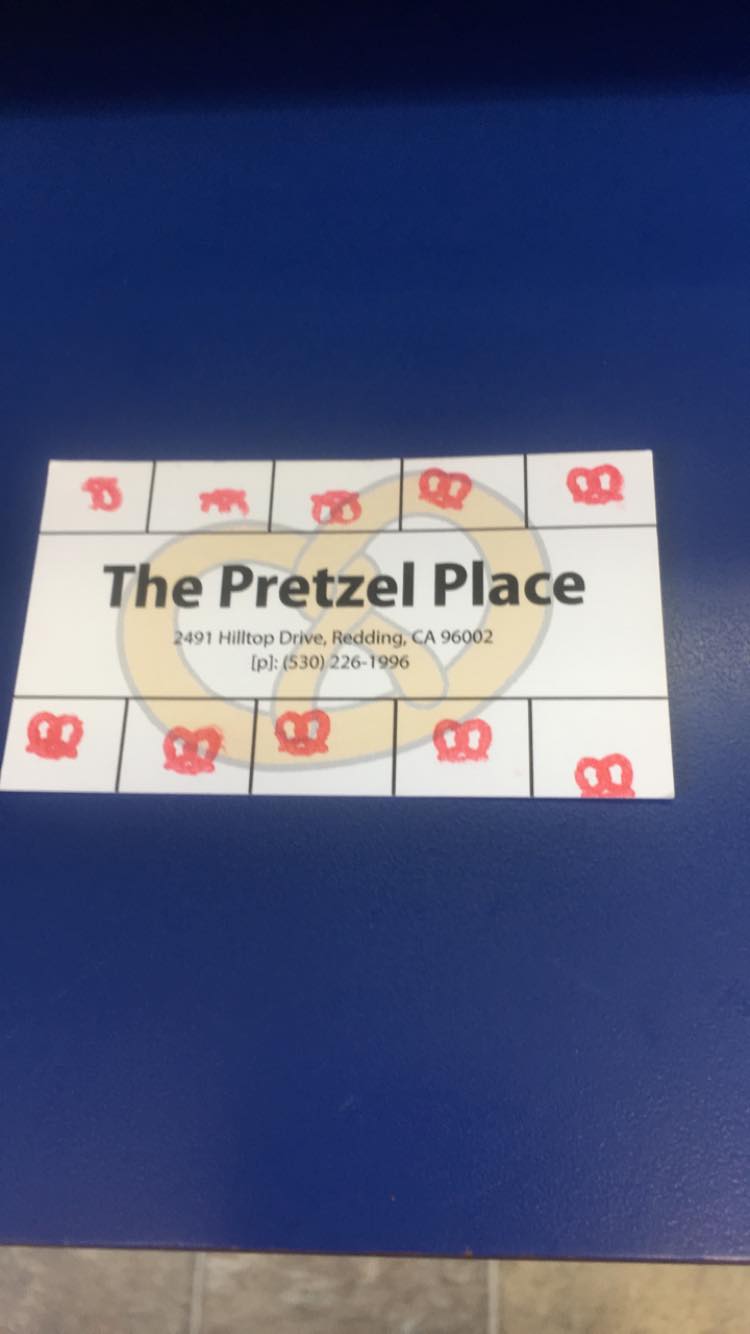 The Pretzel Place
2491 Hilltop Drive, Redding, CA 96002
[p]: (530) 226-1996